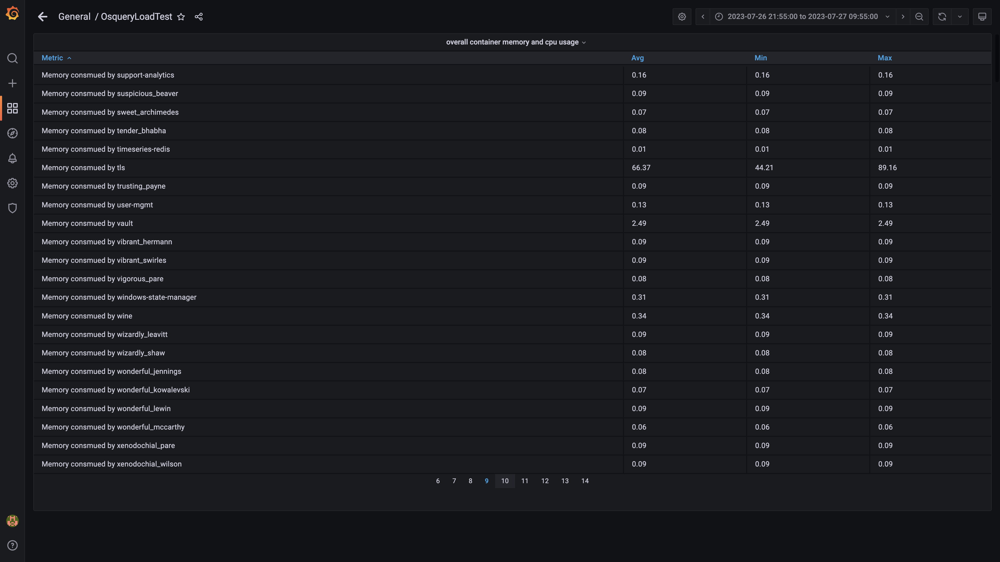 General / OsqueryLoadTest
2023-07-26 21:55:00 to 2023-07-27 09:55:00
overall container memory and cpu usage
Metric Avg Min Max
Memory consmued by support-analytics 0.16 0.16 0.16
Memory consmued by suspicious_beaver 0.09 0.09 0.09
Memory consmued by sweet_archimedes 0.07 0.07 0.07
Memory consmued by tender_bhabha 0.08 0.08 0.08
Memory consmued by timeseries-redis 0.01 0.01 0.01
Memory consmued by tls 66.37 44.21 89.16
Memory consmued by trusting_payne 0.09 0.09 0.09
Memory consmued by user-mgmt 0.13 0.13 0.13
Memory consmued by vault 2.49 2.49 2.49
Memory consmued by vibrant_hermann 0.09 0.09 0.09
Memory consmued by vibrant_swirles 0.09 0.09 0.09
Memory consmued by vigorous_pare 0.08 0.08 0.08
Memory consmued by windows-state-manager 0.31 0.31 0.31
Memory consmued by wine 0.34 0.34 0.34
Memory consmued by wizardly_leavitt 0.09 0.09 0.09
Memory consmued by wizardly_shaw 0.08 0.08 0.08
Memory consmued by wonderful_jennings 0.08 0.08 0.08
Memory consmued by wonderful_kowalevski 0.07 0.07 0.07
Memory consmued by wonderful_lewin 0.09 0.09 0.09
Memory consmued by wonderful_mccarthy 0.06 0.06 0.06
Memory consmued by xenodochial_pare 0.09 0.09 0.09
Memory consmued by xenodochial_wilson 0.09 0.09 0.09
6 7 8 9 10 11 12 13 14